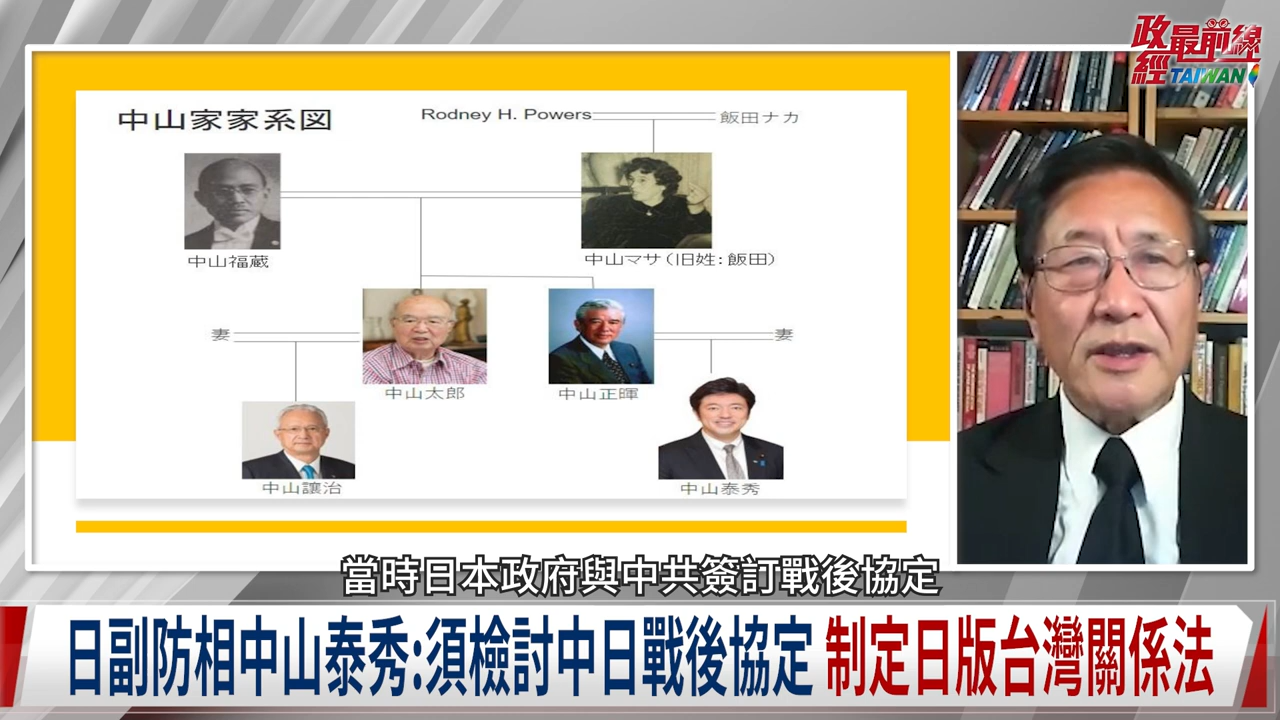 政經最前線
TAIWAN
中山家家系図
Rodney H. Powers
飯田ナカ
中山福蔵
中山マサ(旧姓:飯田)
妻
妻
中山太郎
中山正暉
中山讓治
中山泰秀
當時日本政府與中共簽訂戰後協定
日副防相中山泰秀:須檢討中日戰後協定 制定日版台灣關係法